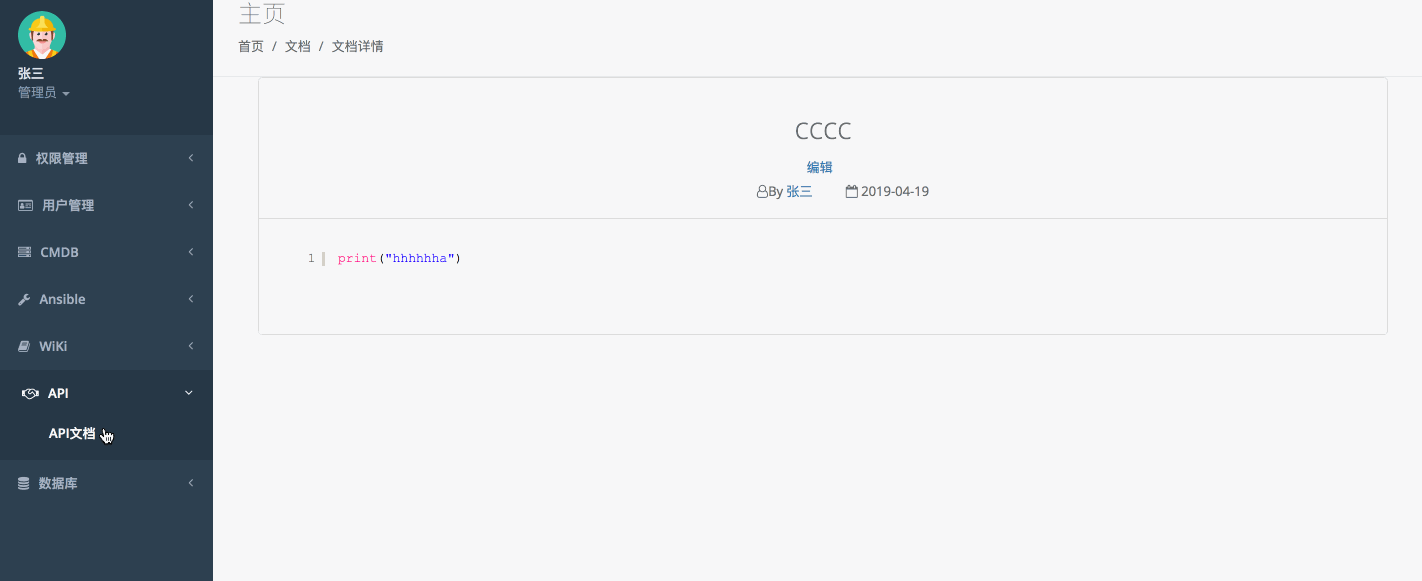 张三
管理员
权限管理
用户管理
CMDB
Ansible
WiKi
API
API文档
数据库
主页
首页 / 文档 / 文档详情
CCCC
编辑
By 张三 2019-04-19
1 print("hhhhhha")